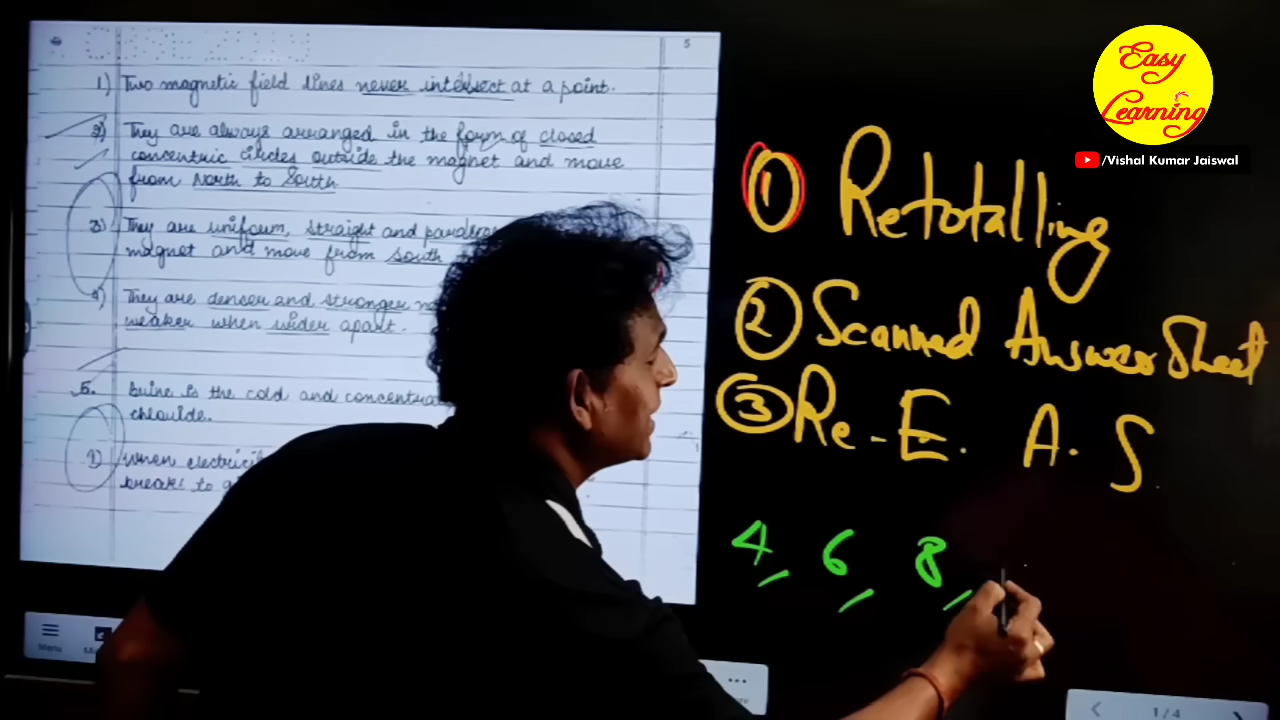 5
1) Two magnetic field lines never intersect at a point.
2) They are always arranged in the form of closed
concentric circles outside the magnet and move
from North to South
3) They are uniform, straight and
magnet and move from south
4) They are dencer and stronger
weaker when wider apart.
5. Brine is the cold and
chloride.
1) When
breaks to
Easy
Learning
/Vishal Kumar Jaiswal
1 Retotalling
2 Scanned Answer Sheet
3 Re-E. A. S
4, 6, 8,
Menu
1/4